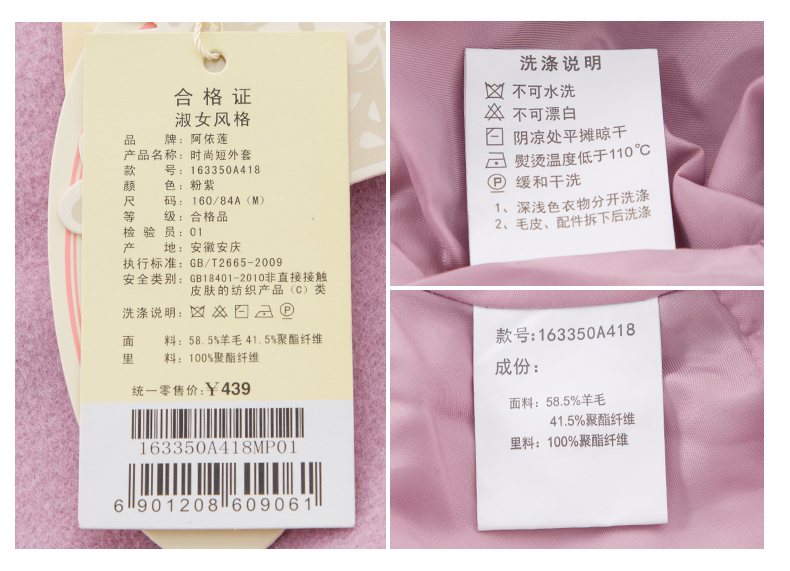 合格证
淑女风格
品 牌：阿依莲
产品名称：时尚短外套
款 号：163350A418
颜 色：粉紫
尺 码：160/84A（M）
等 级：合格品
检 验 员：01
产 地：安徽安庆
执行标准：GB/T2665-2009
安全类别：GB18401-2010非直接接触
皮肤的纺织产品（C）类
洗涤说明：
面 料：58.5%羊毛 41.5%聚酯纤维
里 料：100%聚酯纤维
统一零售价：¥439
163350A418MP01
6 901208 609061
洗涤说明
不可水洗
不可漂白
阴凉处平摊晾干
熨烫温度低于110℃
P 缓和干洗
1、深浅色衣物分开洗涤
2、毛皮、配件拆下后洗涤
款号：163350A418
成份：
面料：58.5%羊毛
41.5%聚酯纤维
里料：100%聚酯纤维